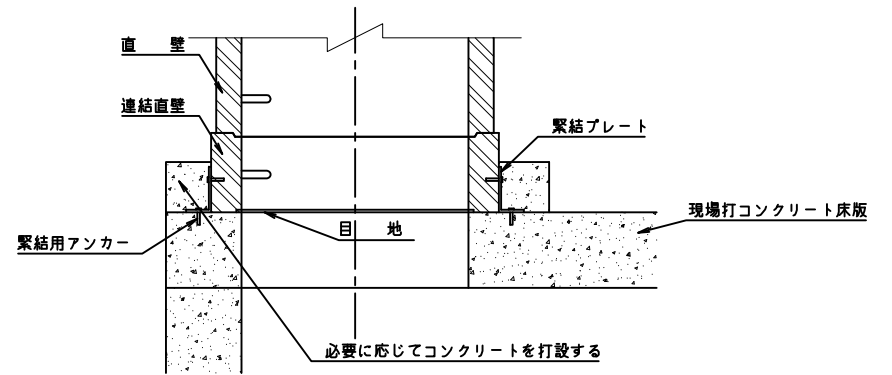 直　壁
連結直壁
緊結プレート
現場打コンクリート床版
目　地
緊結用アンカー
必要に応じてコンクリートを打設する